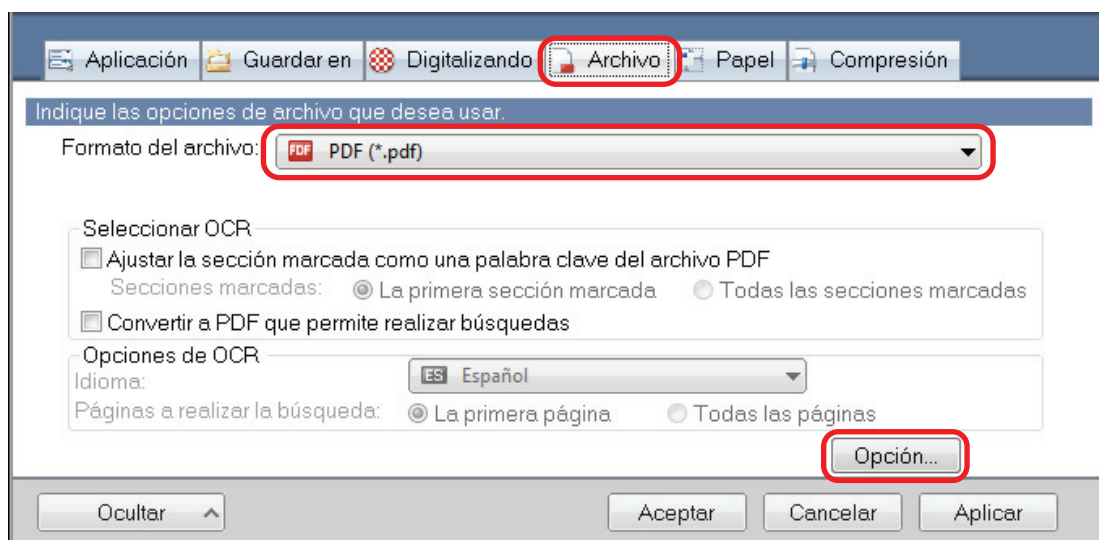 Aplicación Guardar en Digitalizando Archivo Papel Compresión
Indique las opciones de archivo que desea usar.
Formato del archivo: PDF PDF (*.pdf)
Seleccionar OCR
Ajustar la sección marcada como una palabra clave del archivo PDF
Secciones marcadas: La primera sección marcada Todas las secciones marcadas
Convertir a PDF que permite realizar búsquedas
Opciones de OCR
Idioma: ES Español
Páginas a realizar la búsqueda: La primera página Todas las páginas
Opción...
Ocultar Aceptar Cancelar Aplicar